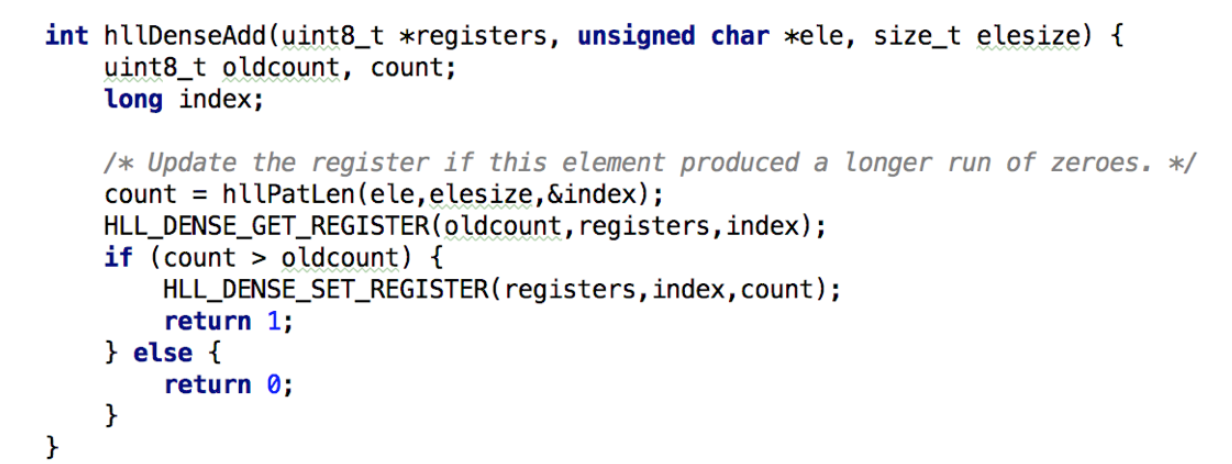 int hllDenseAdd(uint8_t *registers, unsigned char *ele, size_t elesize) {
    uint8_t oldcount, count;
    long index;

    /* Update the register if this element produced a longer run of zeroes. */
    count = hllPatLen(ele,elesize,&index);
    HLL_DENSE_GET_REGISTER(oldcount,registers,index);
    if (count > oldcount) {
        HLL_DENSE_SET_REGISTER(registers,index,count);
        return 1;
    } else {
        return 0;
    }
}